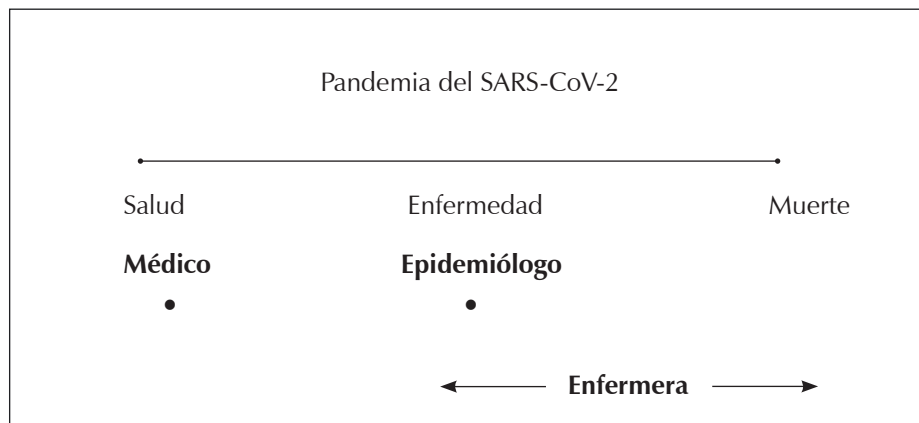 Pandemia del SARS-CoV-2
Salud Enfermedad Muerte
Médico Epidemiólogo
Enfermera